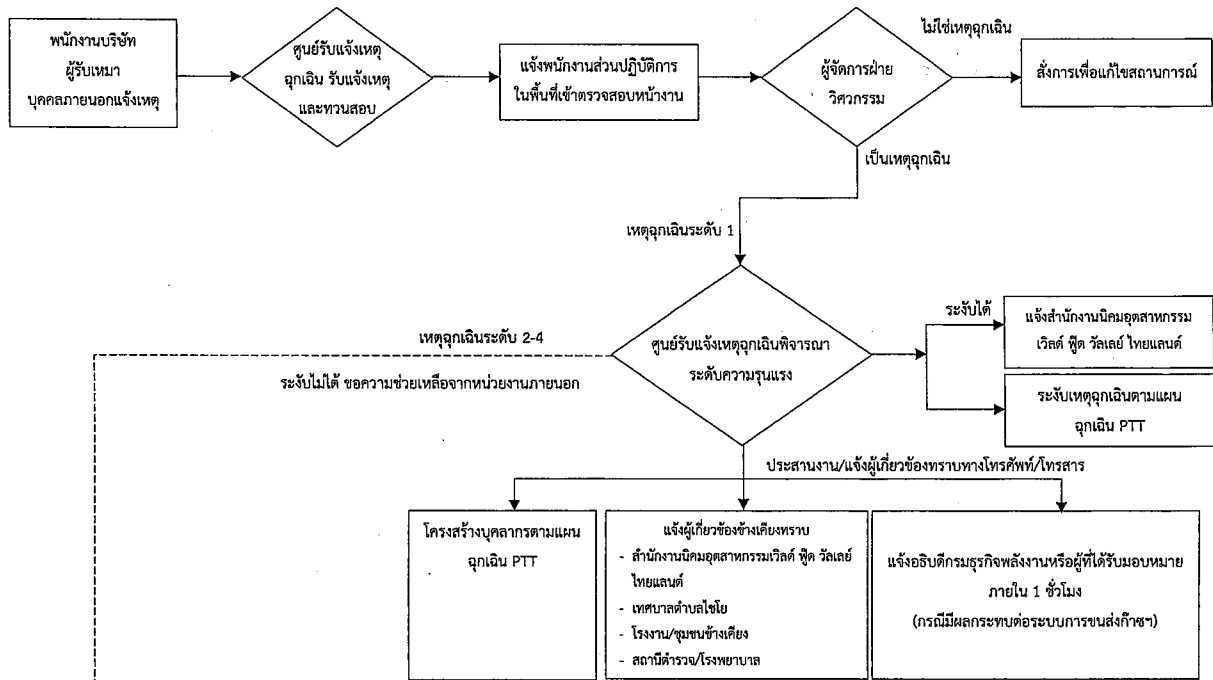 พนักงานบริษัท
ผู้รับเหมา
บุคคลภายนอกแจ้งเหตุ
ศูนย์รับแจ้งเหตุ
ฉุกเฉิน รับแจ้งเหตุ
และทวนสอบ
แจ้งพนักงานส่วนปฏิบัติการ
ในพื้นที่เข้าตรวจสอบหน้างาน
ผู้จัดการฝ่าย
วิศวกรรม
ไม่ใช่เหตุฉุกเฉิน
สั่งการเพื่อแก้ไขสถานการณ์
เป็นเหตุฉุกเฉิน
เหตุฉุกเฉินระดับ 1
เหตุฉุกเฉินระดับ 2-4
ระงับไม่ได้ ขอความช่วยเหลือจากหน่วยงานภายนอก
ศูนย์รับแจ้งเหตุฉุกเฉินพิจารณา
ระดับความรุนแรง
ระงับได้
แจ้งสำนักงานนิคมอุตสาหกรรม
เวิลด์ ฟู๊ด วัลเลย์ ไทยแลนด์
ระงับเหตุฉุกเฉินตามแผน
ฉุกเฉิน PTT
ประสานงาน/แจ้งผู้เกี่ยวข้องทราบทางโทรศัพท์/โทรสาร
โครงสร้างบุคลากรตามแผน
ฉุกเฉิน PTT
แจ้งผู้เกี่ยวข้องข้างเคียงทราบ
- สำนักงานนิคมอุตสาหกรรมเวิลด์ ฟู๊ด วัลเลย์
ไทยแลนด์
- เทศบาลตำบลไชโย
- โรงงาน/ชุมชนข้างเคียง
- สถานีตำรวจ/โรงพยาบาล
แจ้งอธิบดีกรมธุรกิจพลังงานหรือผู้ที่ได้รับมอบหมาย
ภายใน 1 ชั่วโมง
(กรณีมีผลกระทบต่อระบบการขนส่งก๊าซฯ)